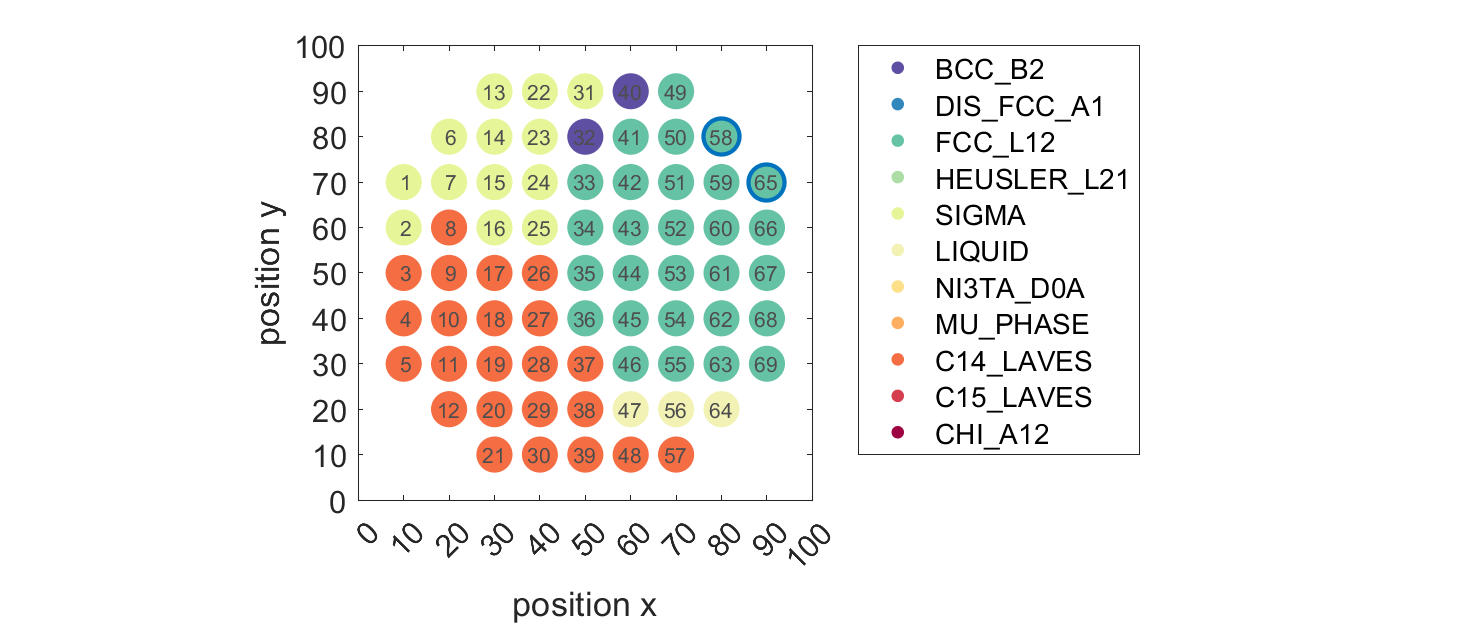 100
90
80
70
60
50
40
30
20
10
0
position y
13 22 31 40 49
6 14 23 32 41 50 58
1 7 15 24 33 42 51 59 65
2 8 16 25 34 43 52 60 66
3 9 17 26 35 44 53 61 67
4 10 18 27 36 45 54 62 68
5 11 19 28 37 46 55 63 69
12 20 29 38 47 56 64
21 30 39 48 57
0 10 20 30 40 50 60 70 80 90 100
position x
BCC_B2
DIS_FCC_A1
FCC_L12
HEUSLER_L21
SIGMA
LIQUID
NI3TA_D0A
MU_PHASE
C14_LAVES
C15_LAVES
CHI_A12